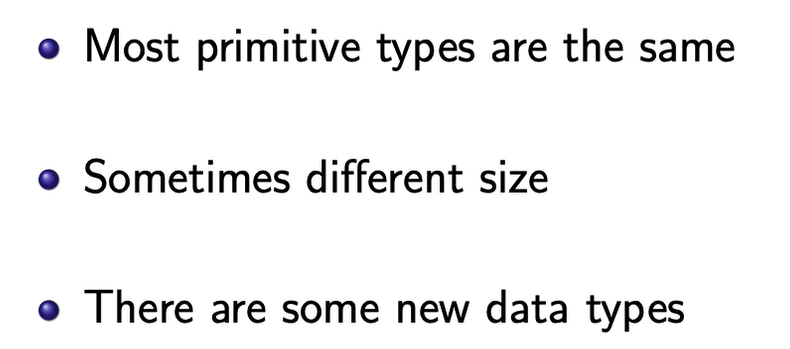 Most primitive types are the same
Sometimes different size
There are some new data types